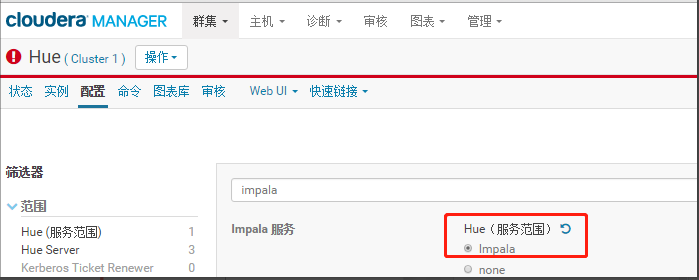 cloudera MANAGER 群集 主机 诊断 审核 图表 管理
Hue (Cluster 1) 操作
状态 实例 配置 命令 图表库 审核 Web UI 快速链接
筛选器
impala
范围
Impala 服务 Hue（服务范围）
Hue (服务范围) 1
Impala
Hue Server 3
Kerberos Ticket Renewer 0
none